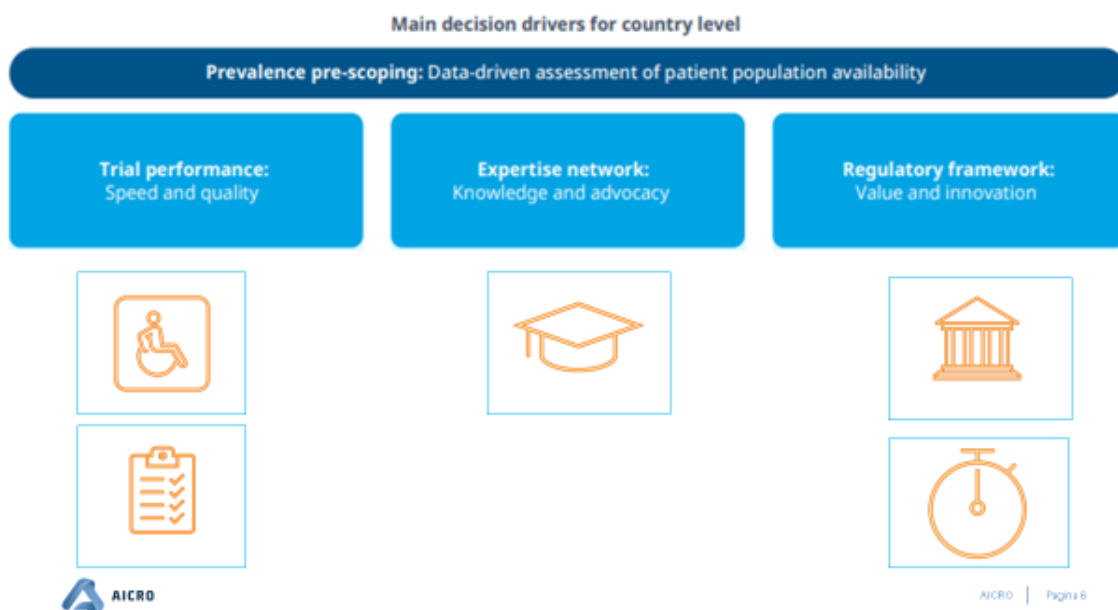 Main decision drivers for country level
Prevalence pre-scoping: Data-driven assessment of patient population availability
Trial performance:
Speed and quality
Expertise network:
Knowledge and advocacy
Regulatory framework:
Value and innovation
AICRO
AICRO | Pagina 6